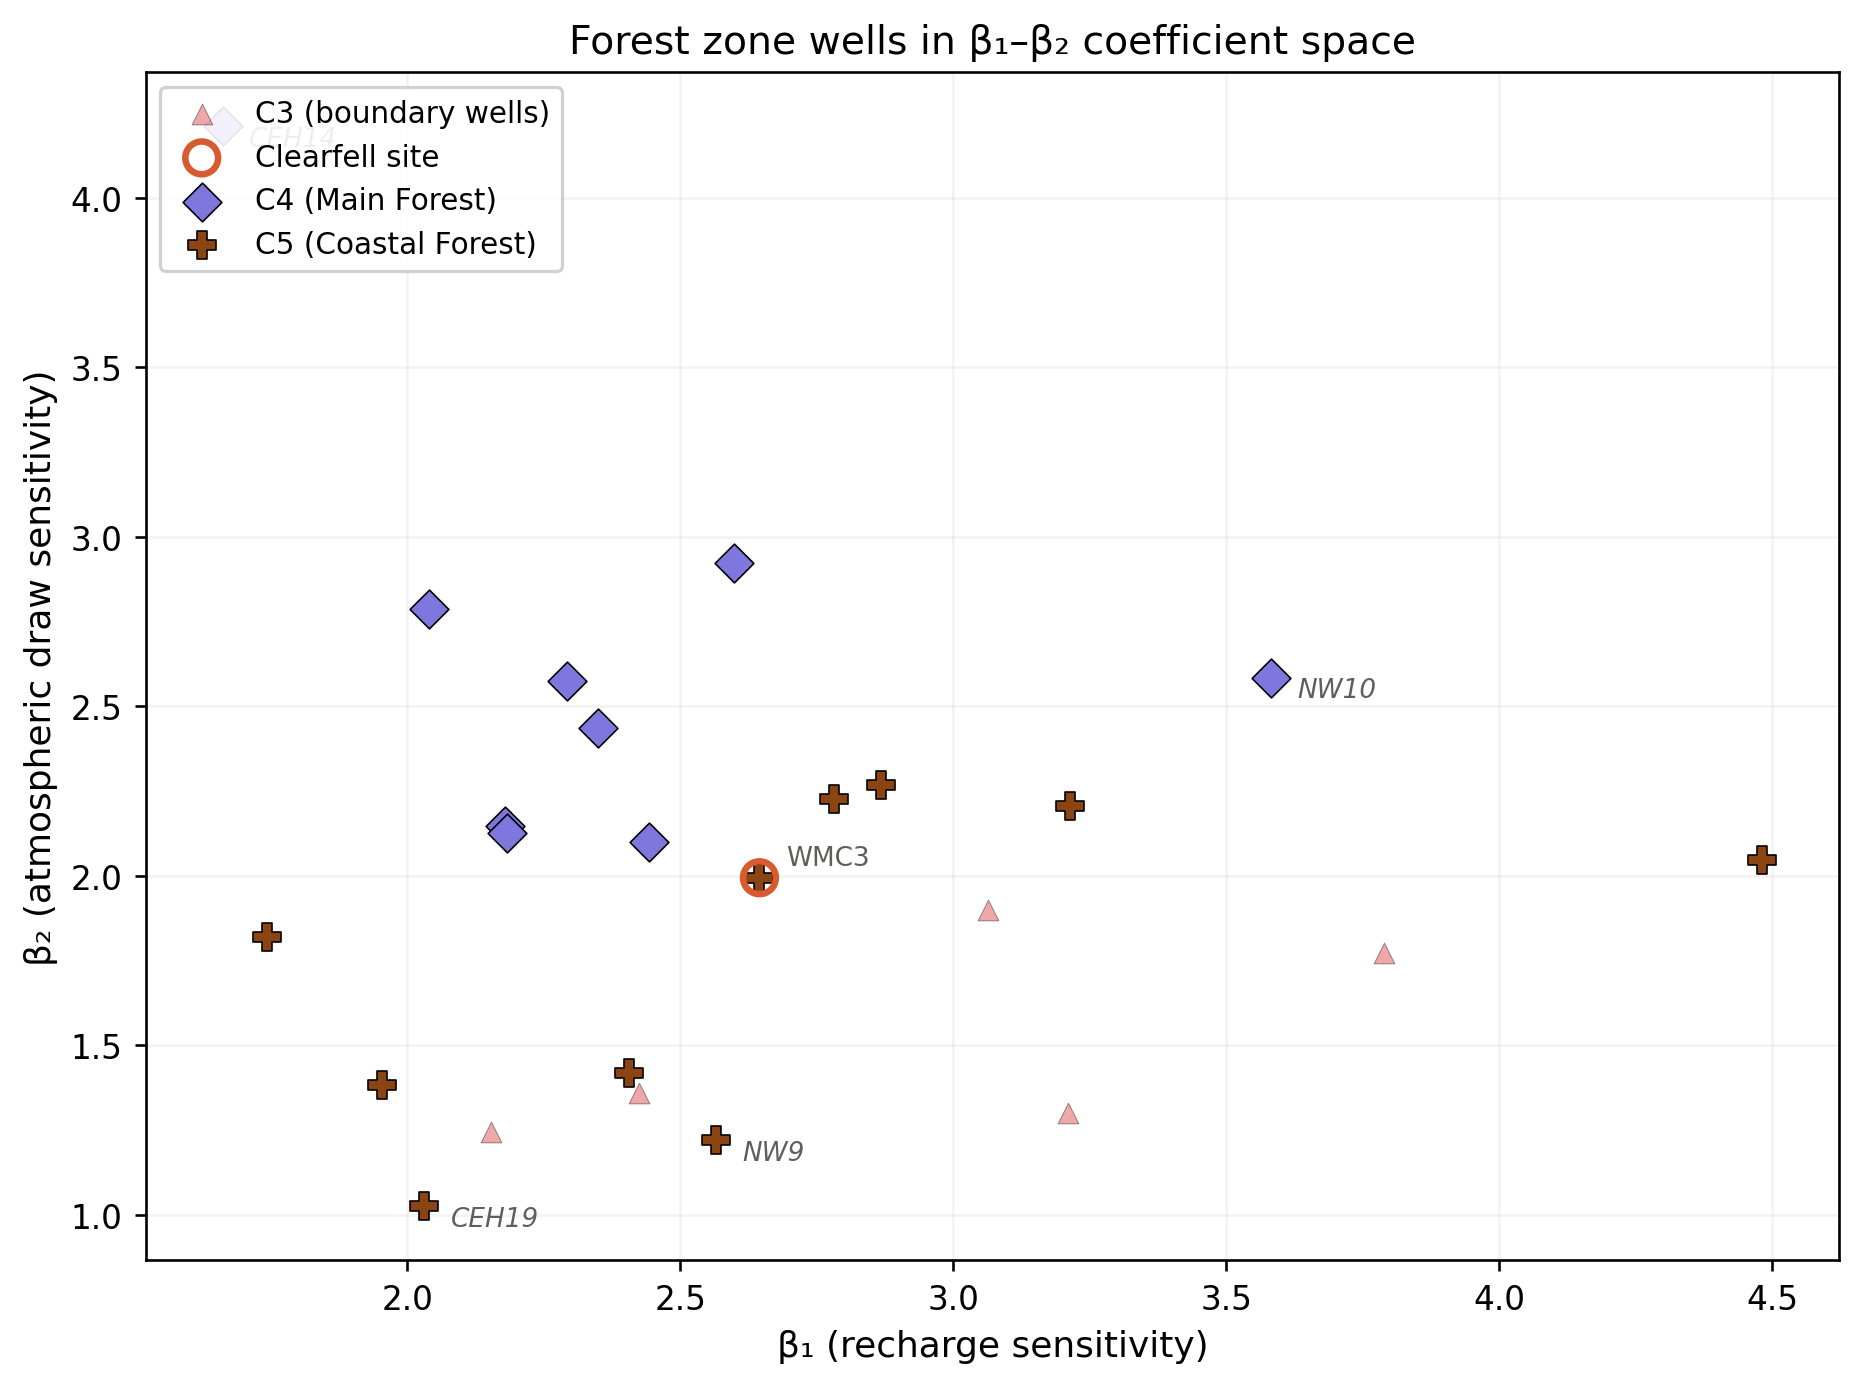 Forest zone wells in β₁–β₂ coefficient space
C3 (boundary wells)
Clearfell site
C4 (Main Forest)
C5 (Coastal Forest)
CEH14
NW10
WMC3
NW9
CEH19
4.0
3.5
3.0
2.5
2.0
1.5
1.0
β₂ (atmospheric draw sensitivity)
2.0
2.5
3.0
3.5
4.0
4.5
β₁ (recharge sensitivity)